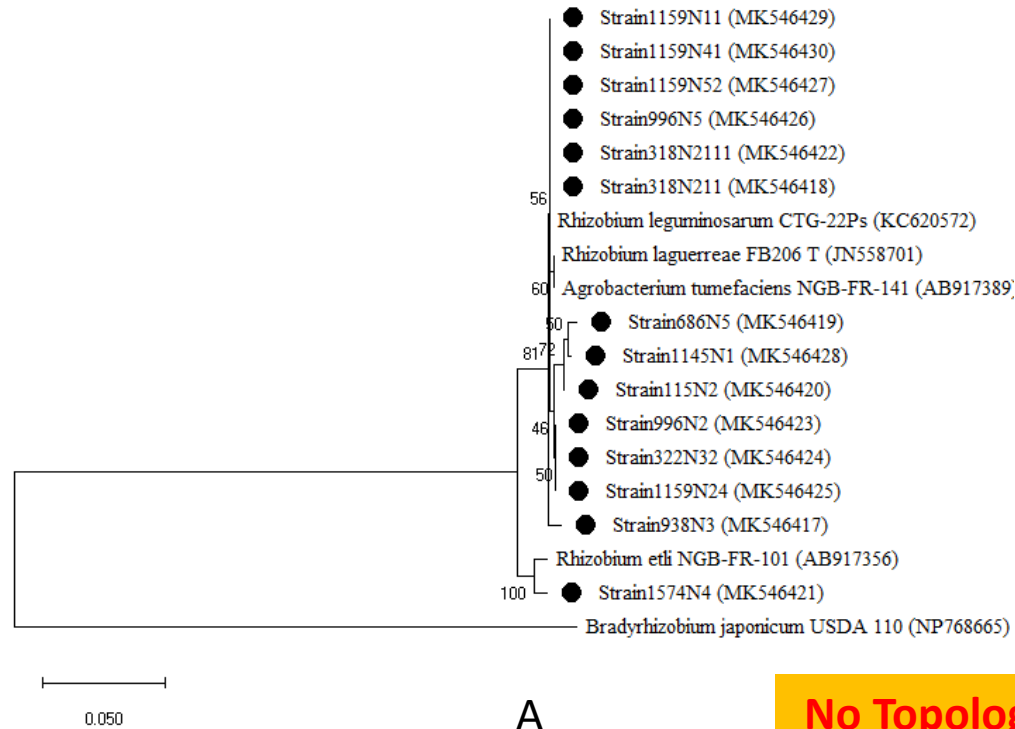 Strain1159N11 (MK546429)
Strain1159N41 (MK546430)
Strain1159N52 (MK546427)
Strain996N5 (MK546426)
Strain318N2111 (MK546422)
Strain318N211 (MK546418)
56
Rhizobium leguminosarum CTG-22Ps (KC620572)
Rhizobium laguerreae FB206 T (JN558701)
60
Agrobacterium tumefaciens NGB-FR-141 (AB917389)
50
Strain686N5 (MK546419)
81
72
Strain1145N1 (MK546428)
Strain115N2 (MK546420)
Strain996N2 (MK546423)
46
Strain322N32 (MK546424)
50
Strain1159N24 (MK546425)
Strain938N3 (MK546417)
Rhizobium etli NGB-FR-101 (AB917356)
100
Strain1574N4 (MK546421)
Bradyrhizobium japonicum USDA 110 (NP768665)
0.050
A
No Topolog